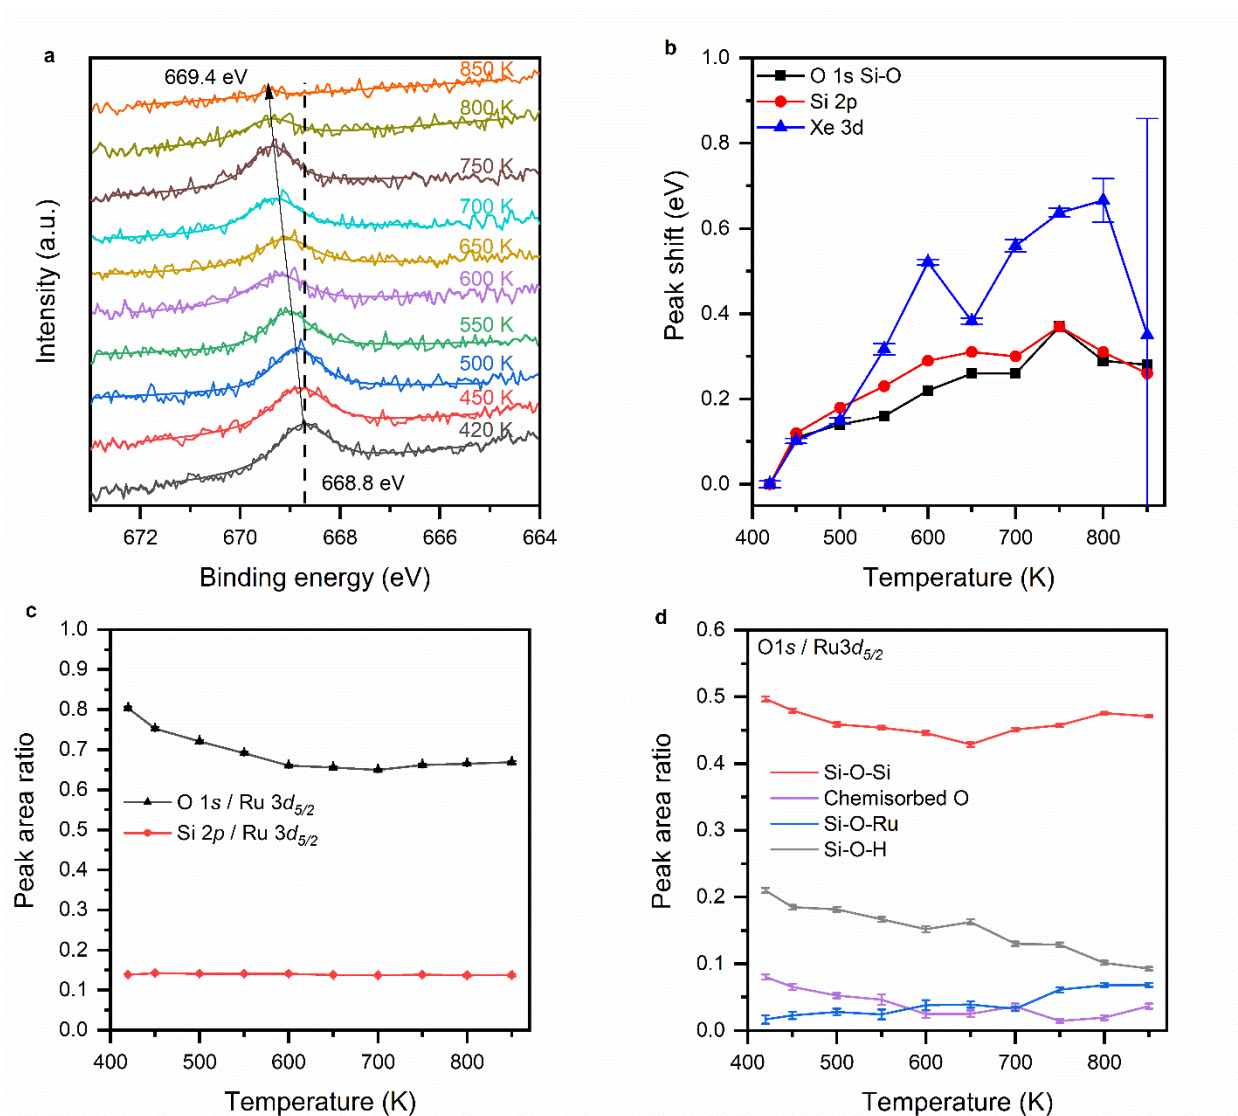 a
669.4 eV
850 K
800 K
750 K
700 K
650 K
600 K
550 K
500 K
450 K
420 K
668.8 eV
Intensity (a.u.)
672
670
668
666
664
Binding energy (eV)
b
O 1s Si-O
Si 2p
Xe 3d
1.0
0.8
0.6
0.4
0.2
0.0
Peak shift (eV)
400
500
600
700
800
Temperature (K)
c
1.0
0.9
0.8
0.7
0.6
0.5
0.4
0.3
0.2
0.1
0.0
Peak area ratio
O 1s / Ru 3d5/2
Si 2p / Ru 3d5/2
400
500
600
700
800
Temperature (K)
d
O1s / Ru3d5/2
0.6
0.5
0.4
0.3
0.2
0.1
0.0
Peak area ratio
Si-O-Si
Chemisorbed O
Si-O-Ru
Si-O-H
400
500
600
700
800
Temperature (K)